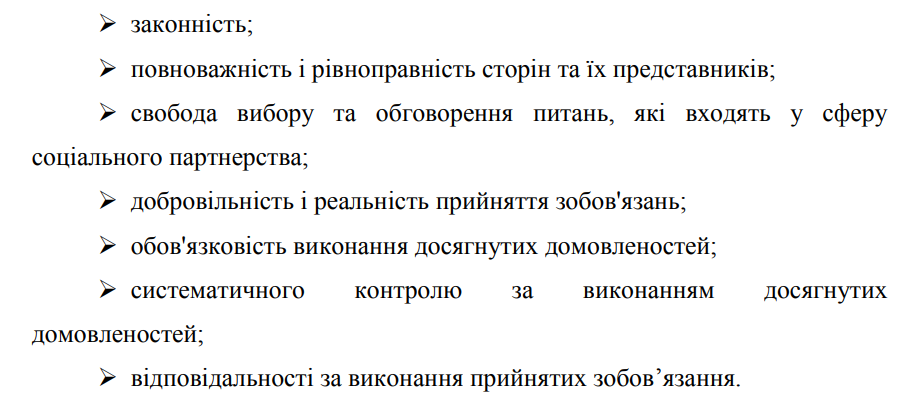 ➢ законність;
➢ повноважність і рівноправність сторін та їх представників;
➢ свобода вибору та обговорення питань, які входять у сферу
соціального партнерства;
➢ добровільність і реальність прийняття зобов'язань;
➢ обов'язковість виконання досягнутих домовленостей;
➢ систематичного контролю за виконанням досягнутих
домовленостей;
➢ відповідальності за виконання прийнятих зобов’язання.